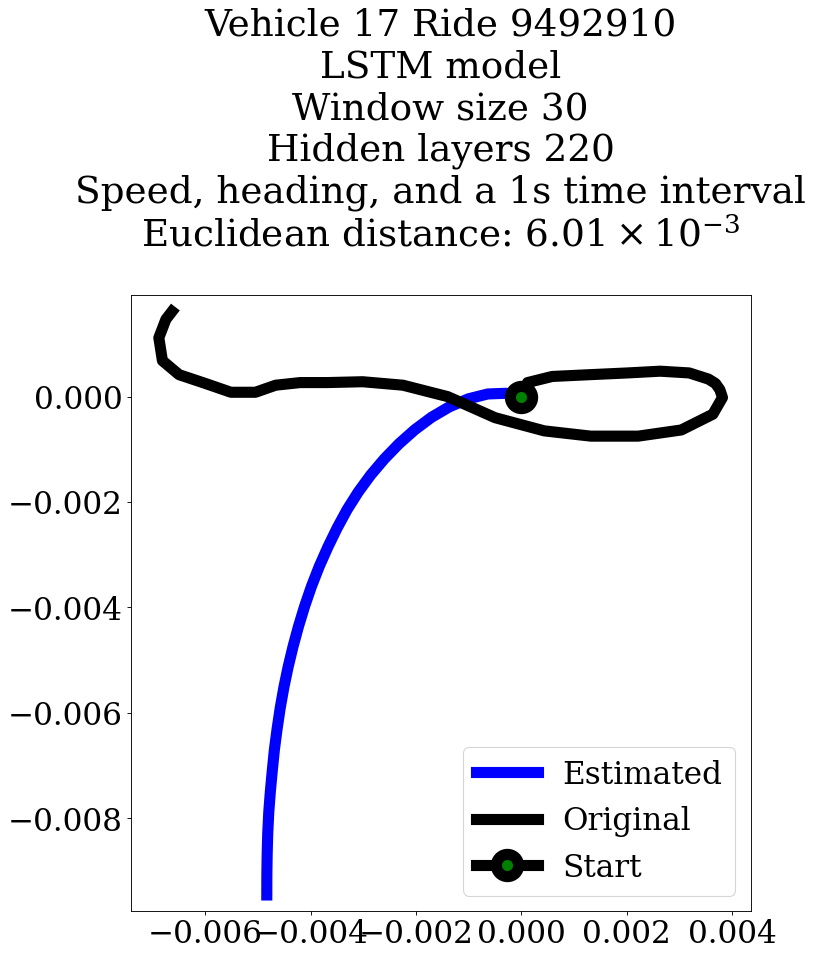 Vehicle 17 Ride 9492910
LSTM model
Window size 30
Hidden layers 220
Speed, heading, and a 1s time interval
Euclidean distance: 6.01 × 10⁻³
0.000
−0.002
−0.004
−0.006
−0.008
Estimated
Original
Start
−0.006 −0.004 −0.002 0.000 0.002 0.004